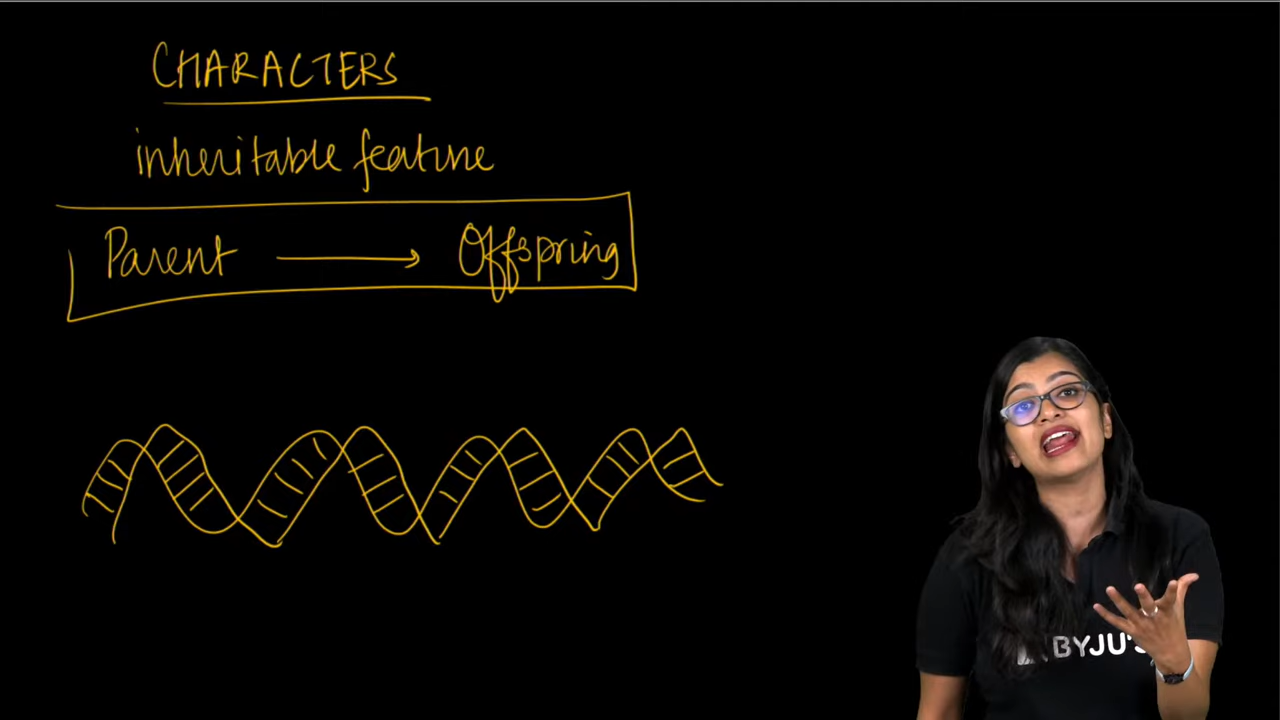 CHARACTERS
inheritable feature
Parent → Offspring
BYJU'S